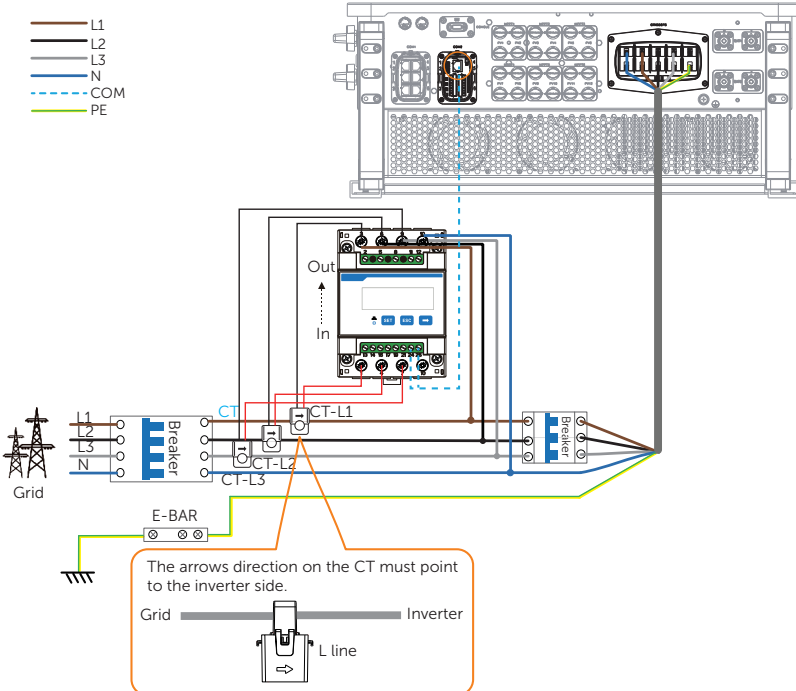 L1
L2
L3
N
COM
PE
Out
In
SET
ESC
24
L1
L2
L3
N
Grid
Breaker
CT
CT-L1
CT-L2
CT-L3
Breaker
E-BAR
The arrows direction on the CT must point
to the inverter side.
Grid
Inverter
L line